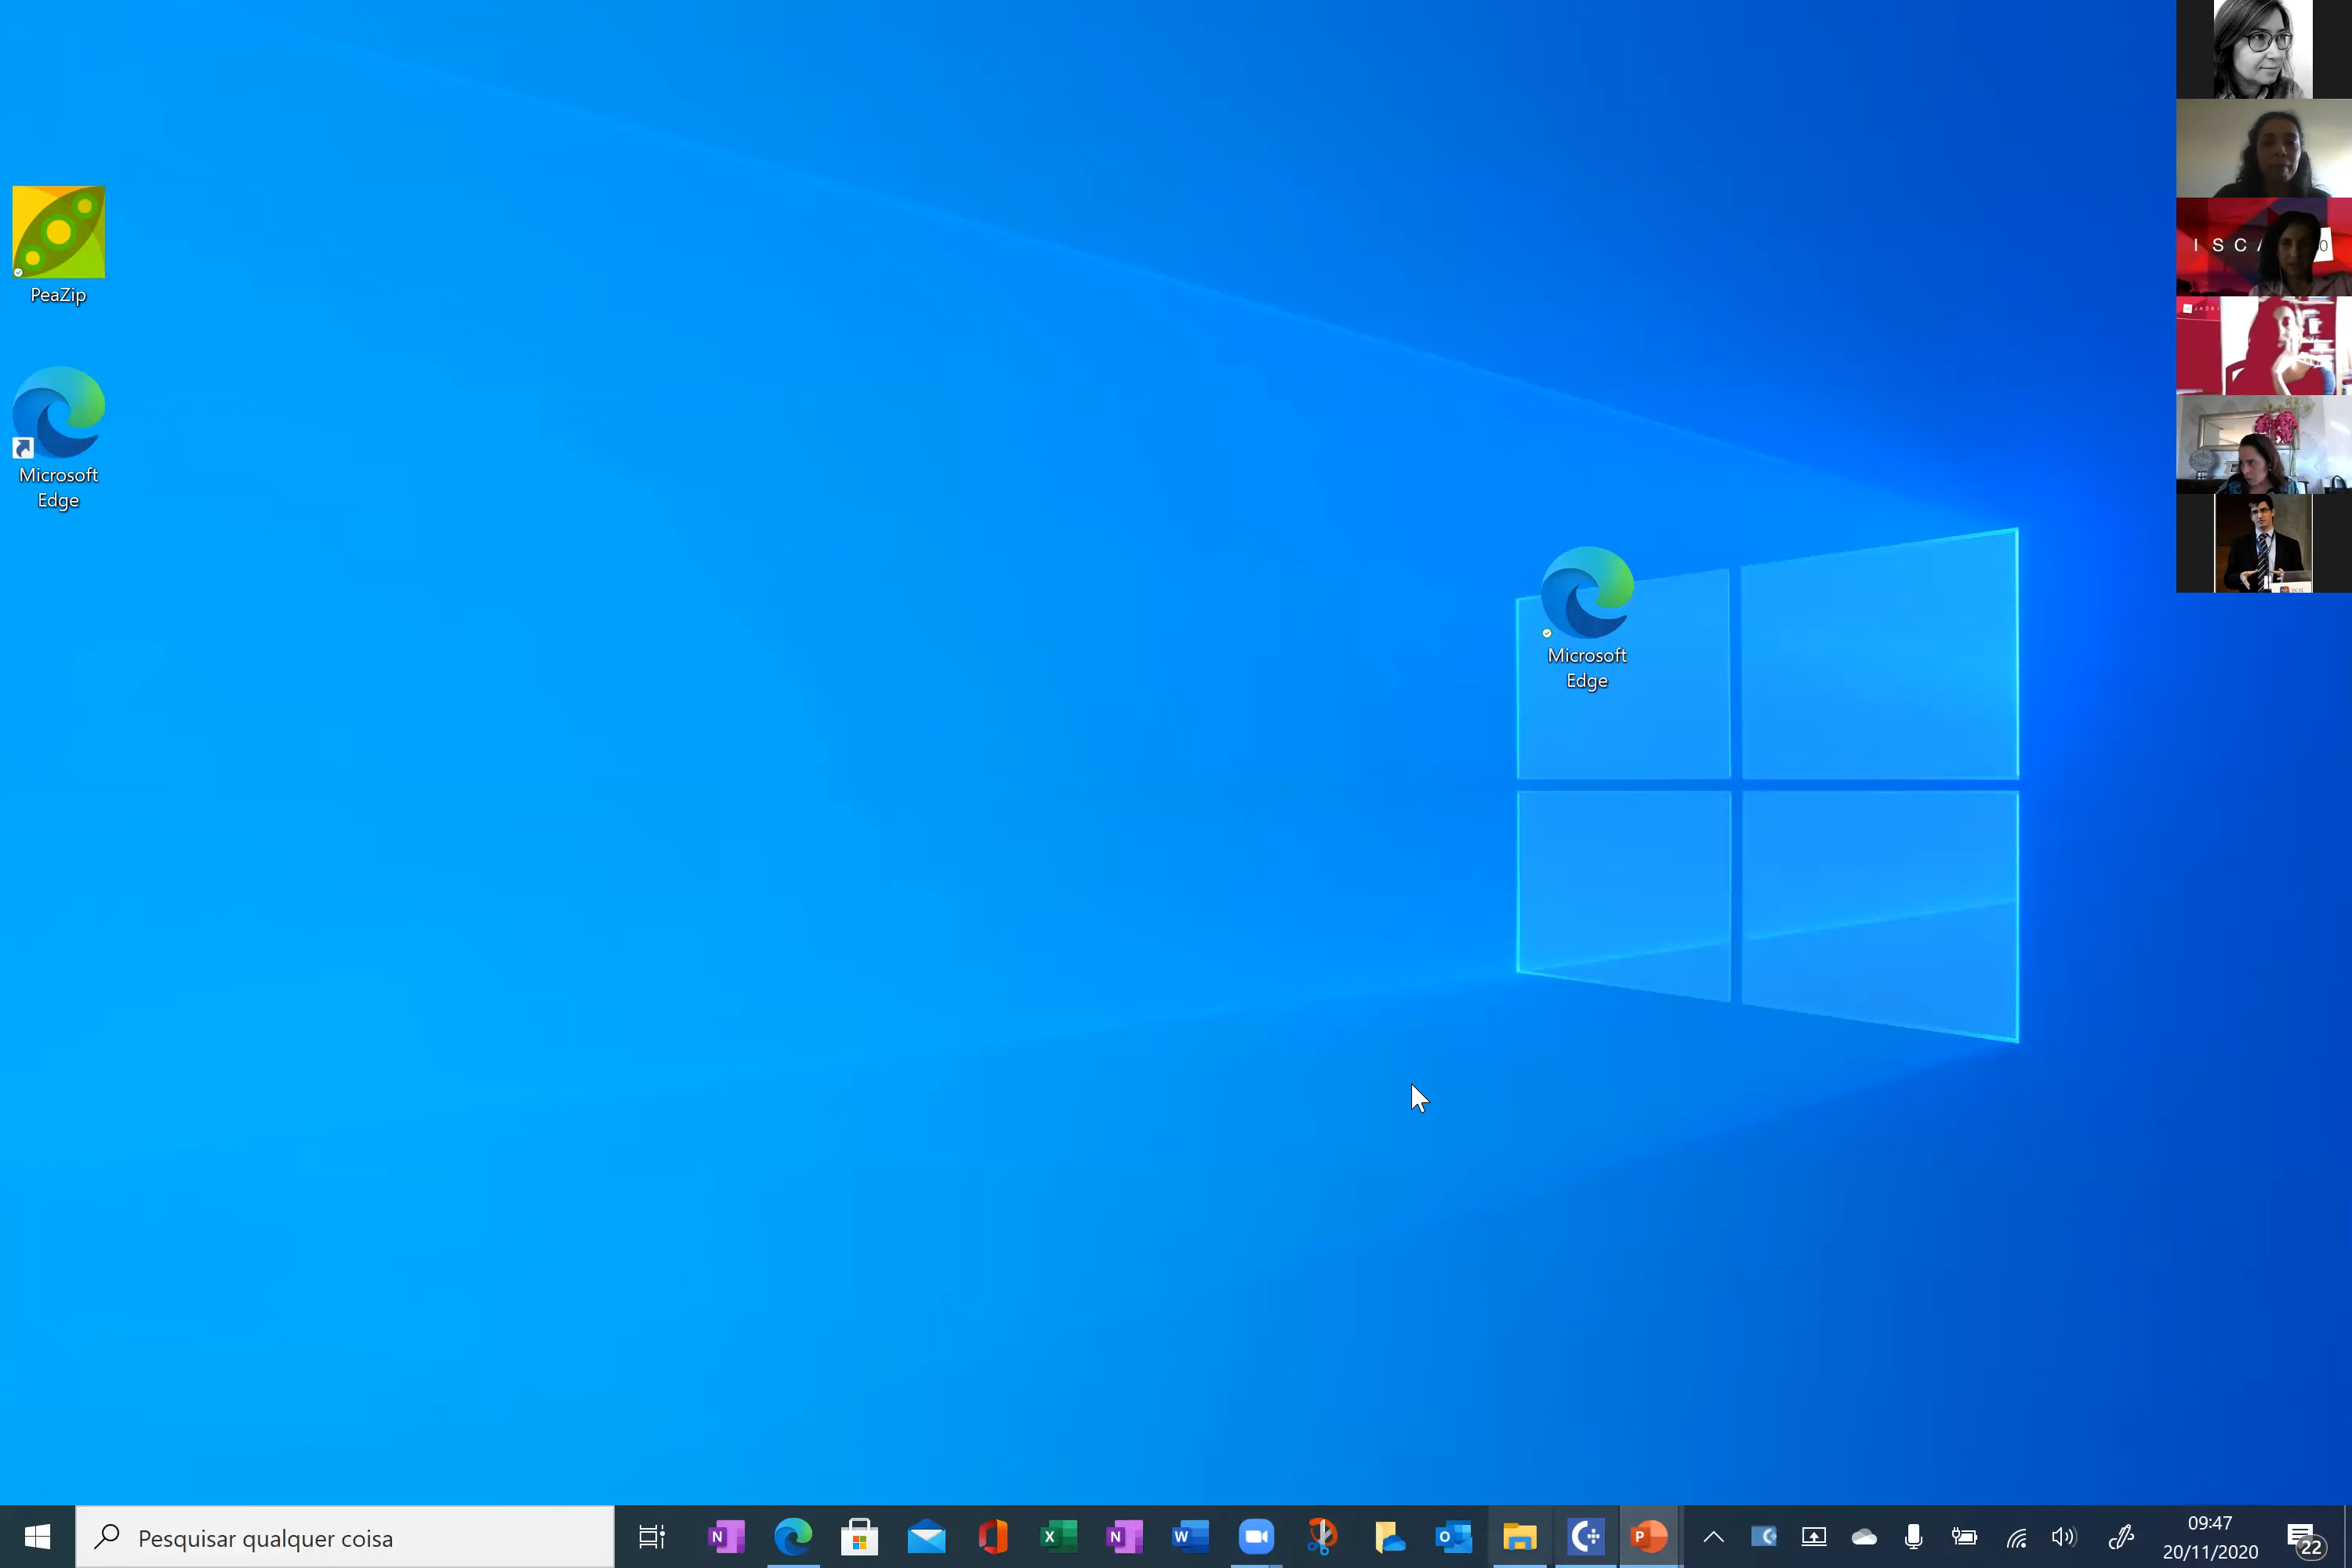 PeaZip
Microsoft
Edge
Microsoft
Edge
Pesquisar qualquer coisa
09:47
20/11/2020
22